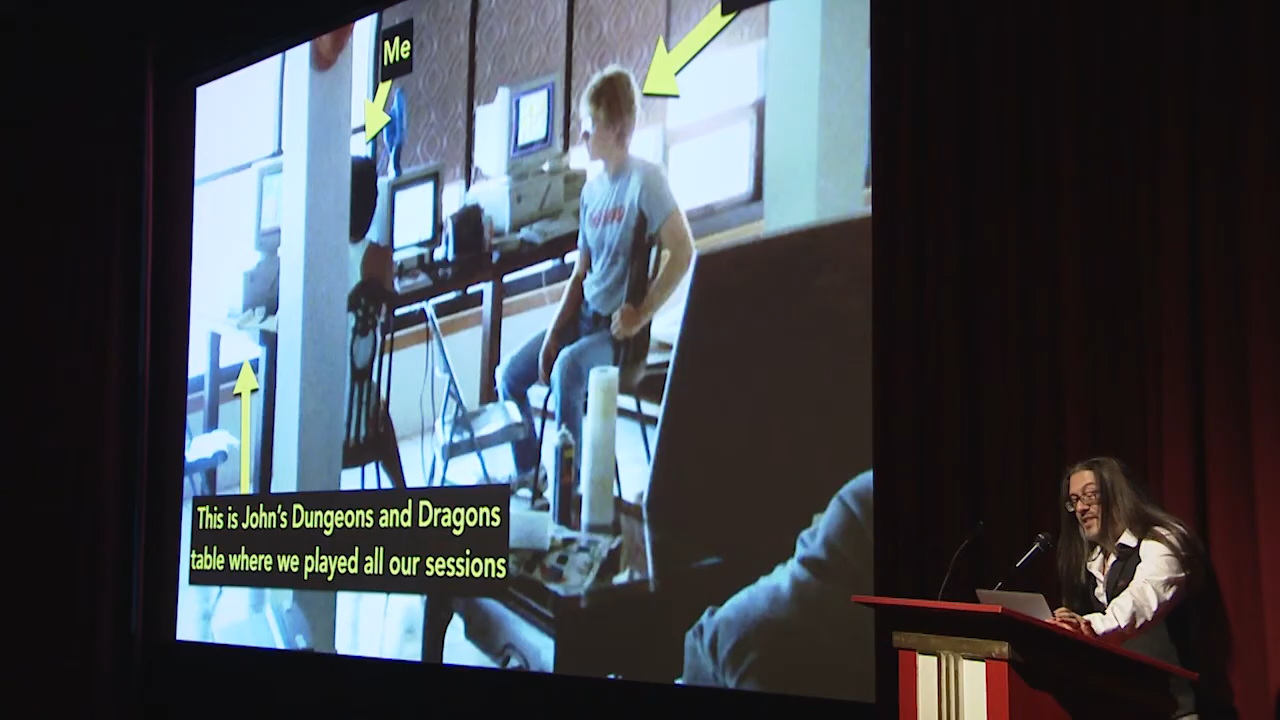 Me
This is John's Dungeons and Dragons
table where we played all our sessions